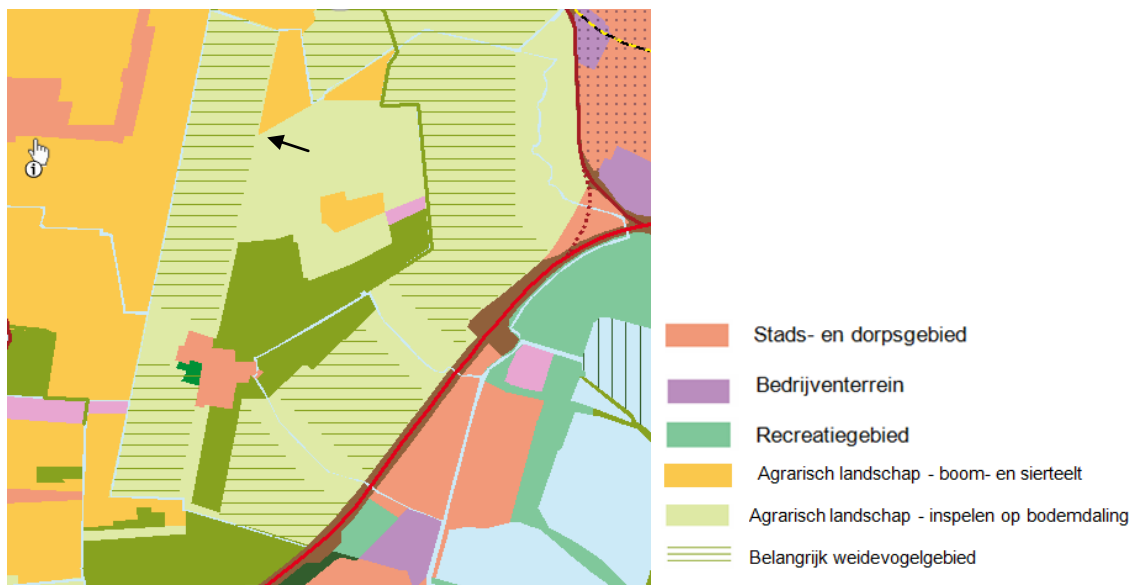 Stads- en dorpsgebied
Bedrijventerrein
Recreatiegebied
Agrarisch landschap - boom- en sierteelt
Agrarisch landschap - inspelen op bodemdaling
Belangrijk weidevogelgebied